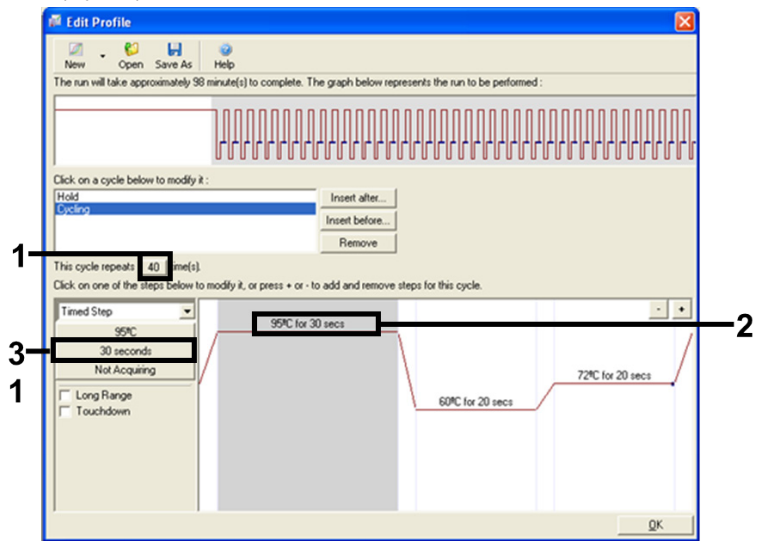 Edit Profile
New Open Save As Help
The run will take approximately 98 minute(s) to complete. The graph below represents the run to be performed :
Click on a cycle below to modify it :
Hold
Cycling
Insert after...
Insert before...
Remove
1
This cycle repeats 40 time(s).
Click on one of the steps below to modify it, or press + or - to add and remove steps for this cycle.
Timed Step
- +
95ºC
95ºC for 30 secs
2
3
30 seconds
Not Acquiring
72ºC for 20 secs
1
Long Range
60ºC for 20 secs
Touchdown
OK